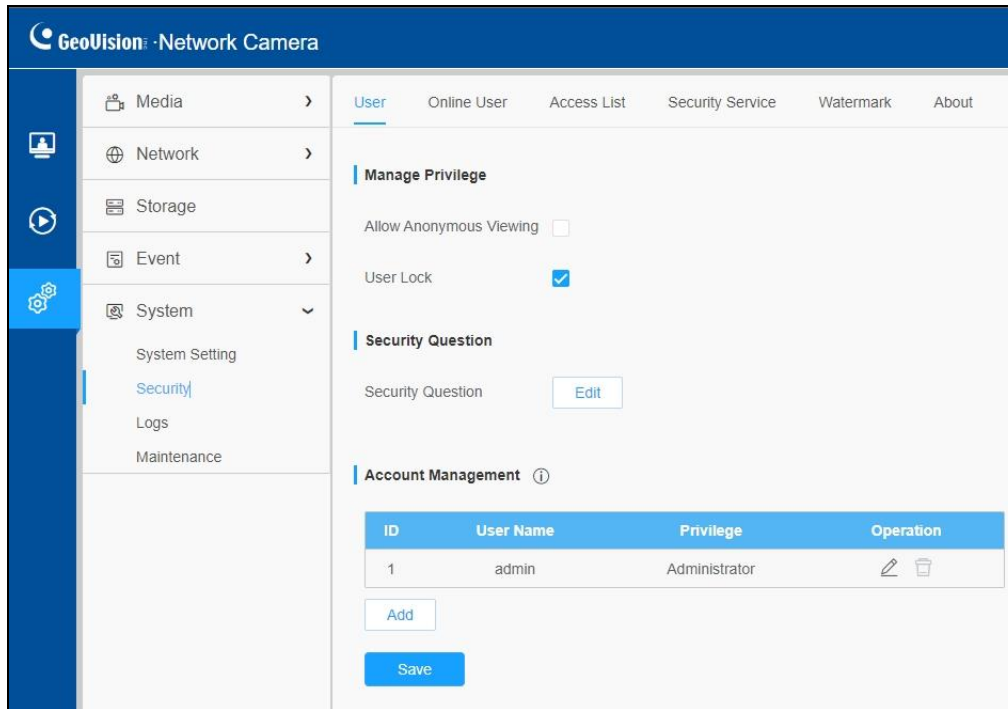 GeoVision · Network Camera
Media
Network
Storage
Event
System
System Setting
Security
Logs
Maintenance
User Online User Access List Security Service Watermark About
Manage Privilege
Allow Anonymous Viewing
User Lock
Security Question
Security Question Edit
Account Management
ID User Name Privilege Operation
1 admin Administrator
Add
Save